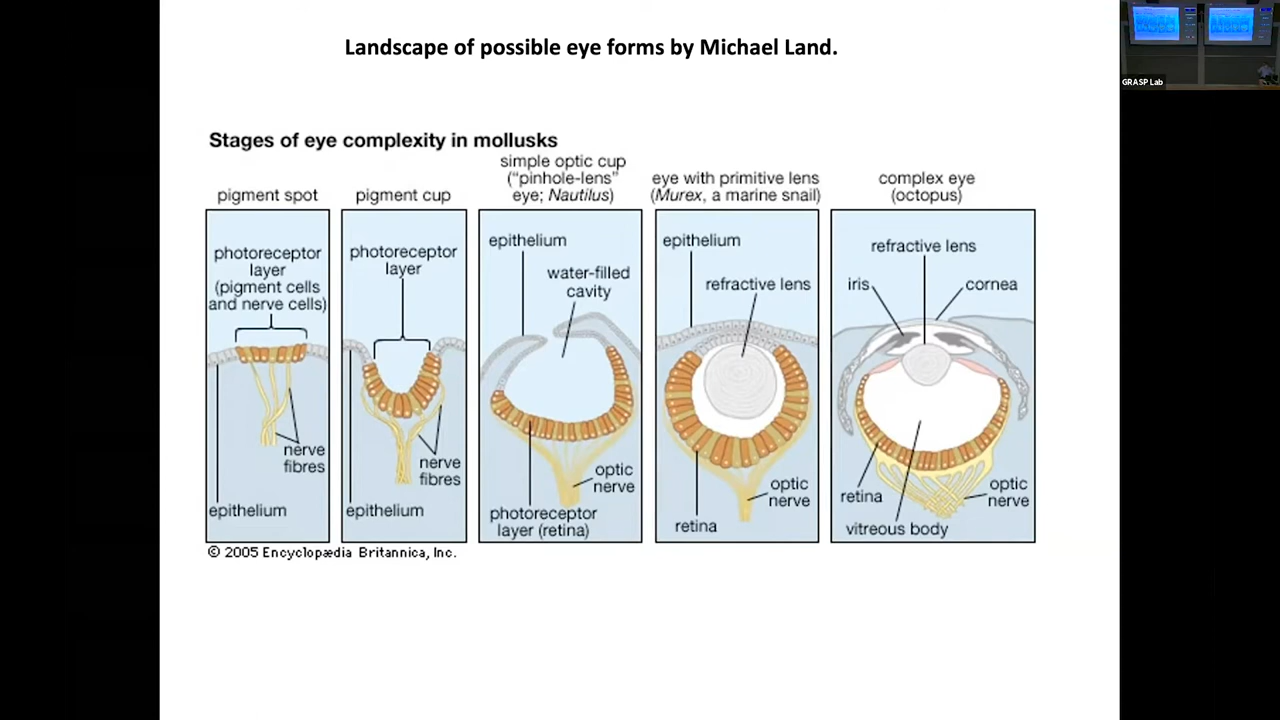 Landscape of possible eye forms by Michael Land.
GRASP Lab
Stages of eye complexity in mollusks
pigment spot
photoreceptor
layer
(pigment cells
and nerve cells)
nerve
fibres
epithelium
pigment cup
photoreceptor
layer
nerve
fibres
epithelium
simple optic cup
("pinhole-lens"
eye; Nautilus)
epithelium
water-filled
cavity
optic
nerve
photoreceptor
layer (retina)
eye with primitive lens
(Murex, a marine snail)
epithelium
refractive lens
optic
nerve
retina
complex eye
(octopus)
refractive lens
iris
cornea
retina
optic
nerve
vitreous body
© 2005 Encyclopædia Britannica, Inc.